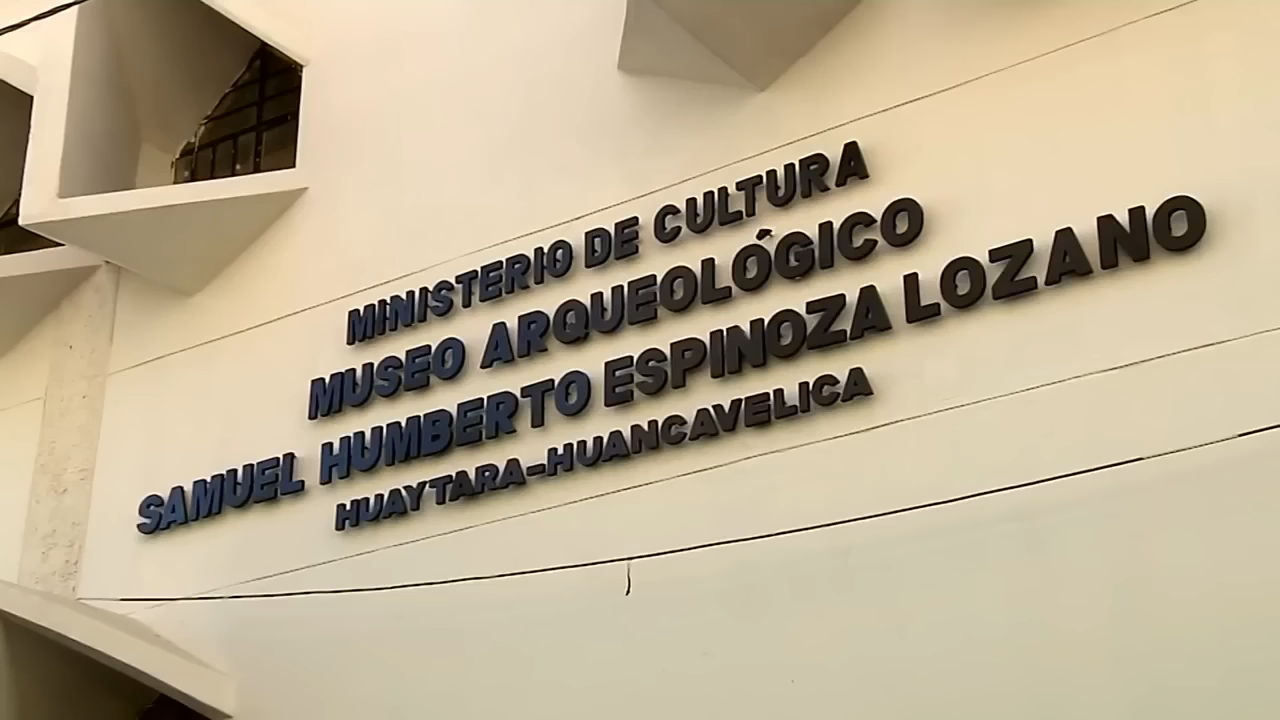 MINISTERIO DE CULTURA
MUSEO ARQUEOLÓGICO
SAMUEL HUMBERTO ESPINOZA LOZANO
HUAYTARA-HUANCAVELICA